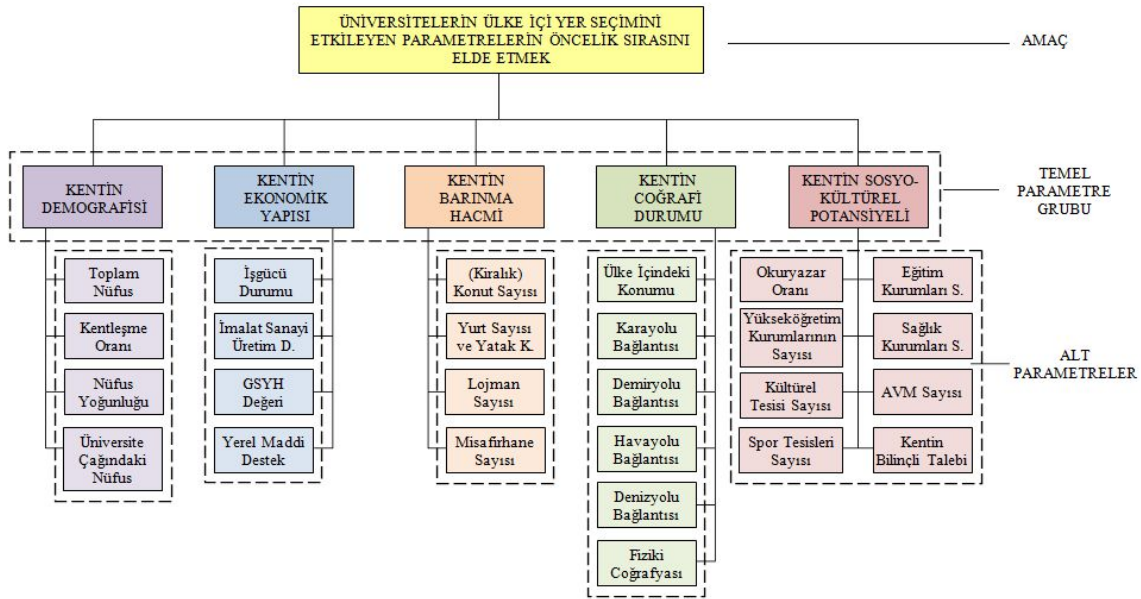 ÜNİVERSİTELERİN ÜLKE İÇİ YER SEÇİMİNİ
ETKİLEYEN PARAMETRELERİN ÖNCELİK SIRASINI
ELDE ETMEK
AMAÇ
KENTİN
DEMOGRAFİSİ
KENTİN
EKONOMİK
YAPISI
KENTİN
BARINMA
HACMİ
KENTİN
COĞRAFİ
DURUMU
KENTİN SOSYO-
KÜLTÜREL
POTANSİYELİ
TEMEL
PARAMETRE
GRUBU
Toplam
Nüfus
Kentleşme
Oranı
Nüfus
Yoğunluğu
Üniversite
Çağındaki
Nüfus
İşgücü
Durumu
İmalat Sanayi
Üretim D.
GSYH
Değeri
Yerel Maddi
Destek
(Kiralık)
Konut Sayısı
Yurt Sayısı
ve Yatak K.
Lojman
Sayısı
Misafirhane
Sayısı
Ülke İçindeki
Konumu
Karayolu
Bağlantısı
Demiryolu
Bağlantısı
Havayolu
Bağlantısı
Denizyolu
Bağlantısı
Fiziki
Coğrafyası
Okuryazar
Oranı
Yükseköğretim
Kurumlarının
Sayısı
Kültürel
Tesisi Sayısı
Spor Tesisleri
Sayısı
Eğitim
Kurumları S.
Sağlık
Kurumları S.
AVM Sayısı
Kentin
Bilinçli Talebi
ALT
PARAMETRELER